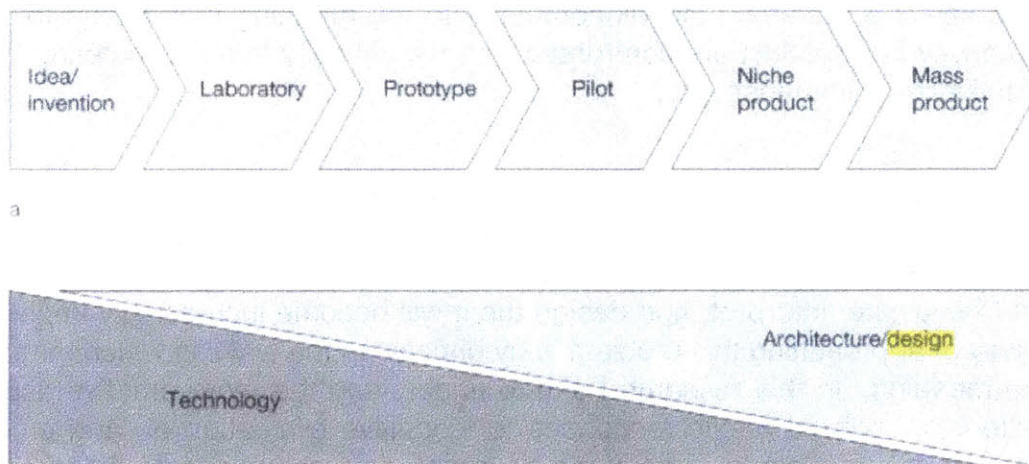 Idea/
invention
Laboratory
Prototype
Pilot
Niche
product
Mass
product
a
Architecture/design
Technology